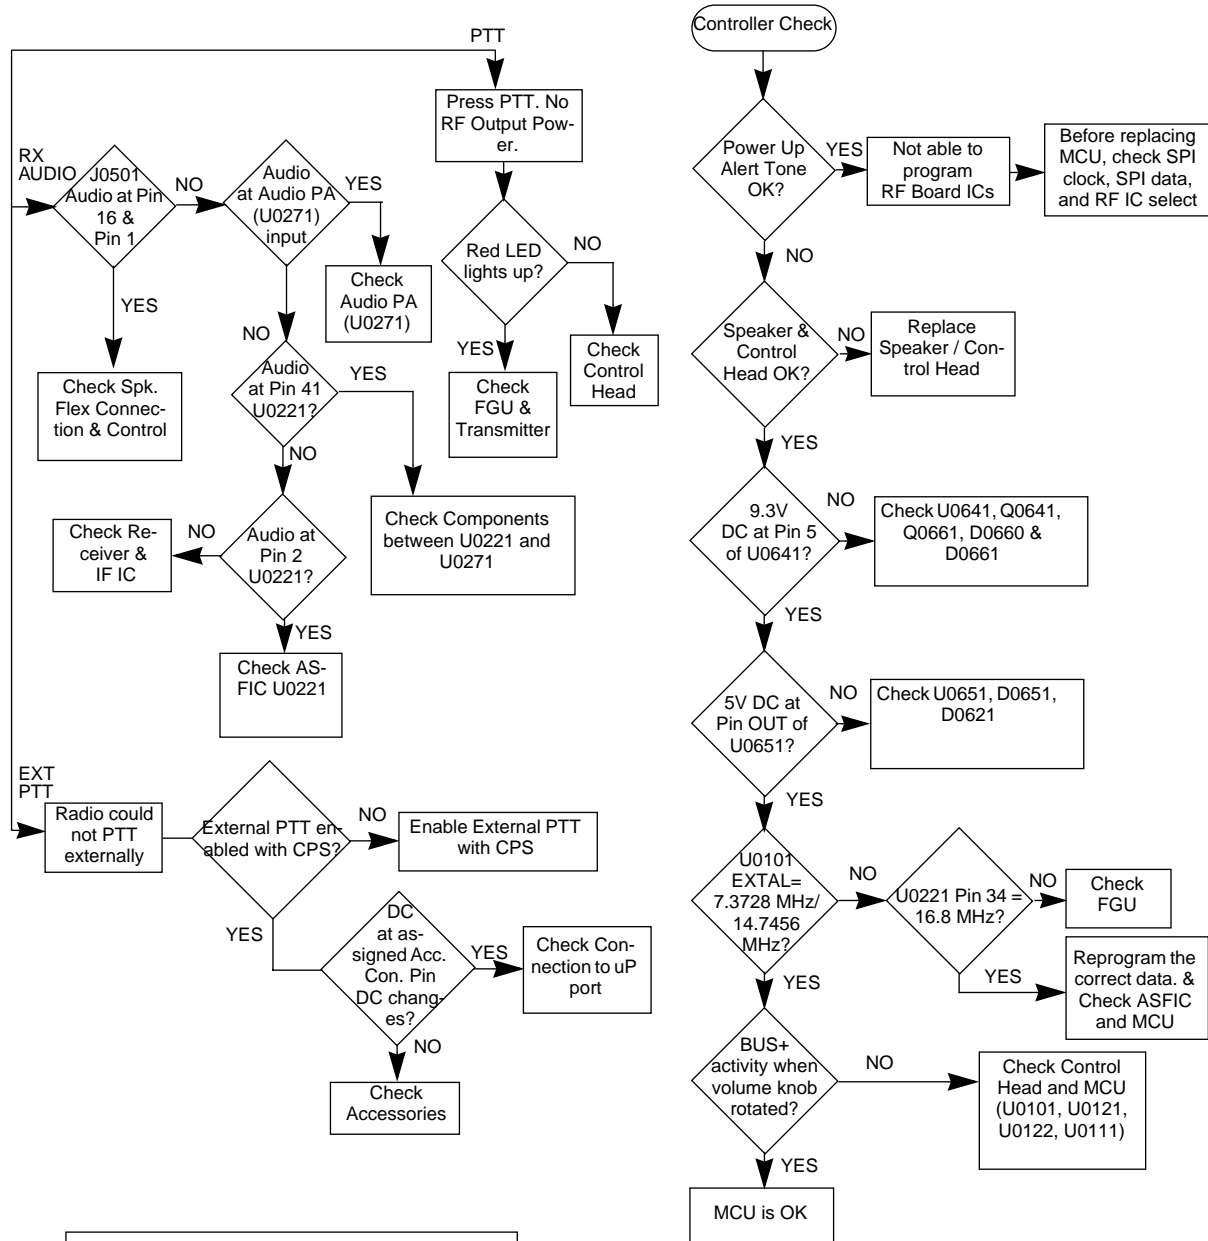 PTT
Press PTT. No
RF Output Pow-
er.
RX
AUDIO
J0501
Audio at Pin
16 &
Pin 1
NO
Audio
at Audio PA
(U0271)
input
YES
Red LED
lights up?
NO
Check
Audio PA
(U0271)
YES
NO
Check Spk.
Flex Connec-
tion & Control
Audio
at Pin 41
U0221?
YES
YES
Check
FGU &
Transmitter
Check
Control
Head
NO
Check Re-
ceiver &
IF IC
NO
Audio at
Pin 2
U0221?
Check Components
between U0221 and
U0271
YES
Check AS-
FIC U0221
EXT
PTT
Radio could
not PTT
externally
External PTT en-
abled with CPS?
NO
Enable External PTT
with CPS
YES
DC
at as-
signed Acc.
Con. Pin
DC chang-
es?
YES
Check Con-
nection to uP
port
NO
Check
Accessories
Controller Check
Power Up
Alert Tone
OK?
YES
Not able to
program
RF Board ICs
Before replacing
MCU, check SPI
clock, SPI data,
and RF IC select
NO
Speaker &
Control
Head OK?
NO
Replace
Speaker / Con-
trol Head
YES
9.3V
DC at Pin 5
of U0641?
NO
Check U0641, Q0641,
Q0661, D0660 &
D0661
YES
5V DC at
Pin OUT of
U0651?
NO
Check U0651, D0651,
D0621
YES
U0101
EXTAL=
7.3728 MHz/
14.7456
MHz?
NO
U0221 Pin 34 =
16.8 MHz?
NO
Check
FGU
YES
Reprogram the
correct data. &
Check ASFIC
and MCU
YES
BUS+
activity when
volume knob
rotated?
NO
Check Control
Head and MCU
(U0101, U0121,
U0122, U0111)
YES
MCU is OK